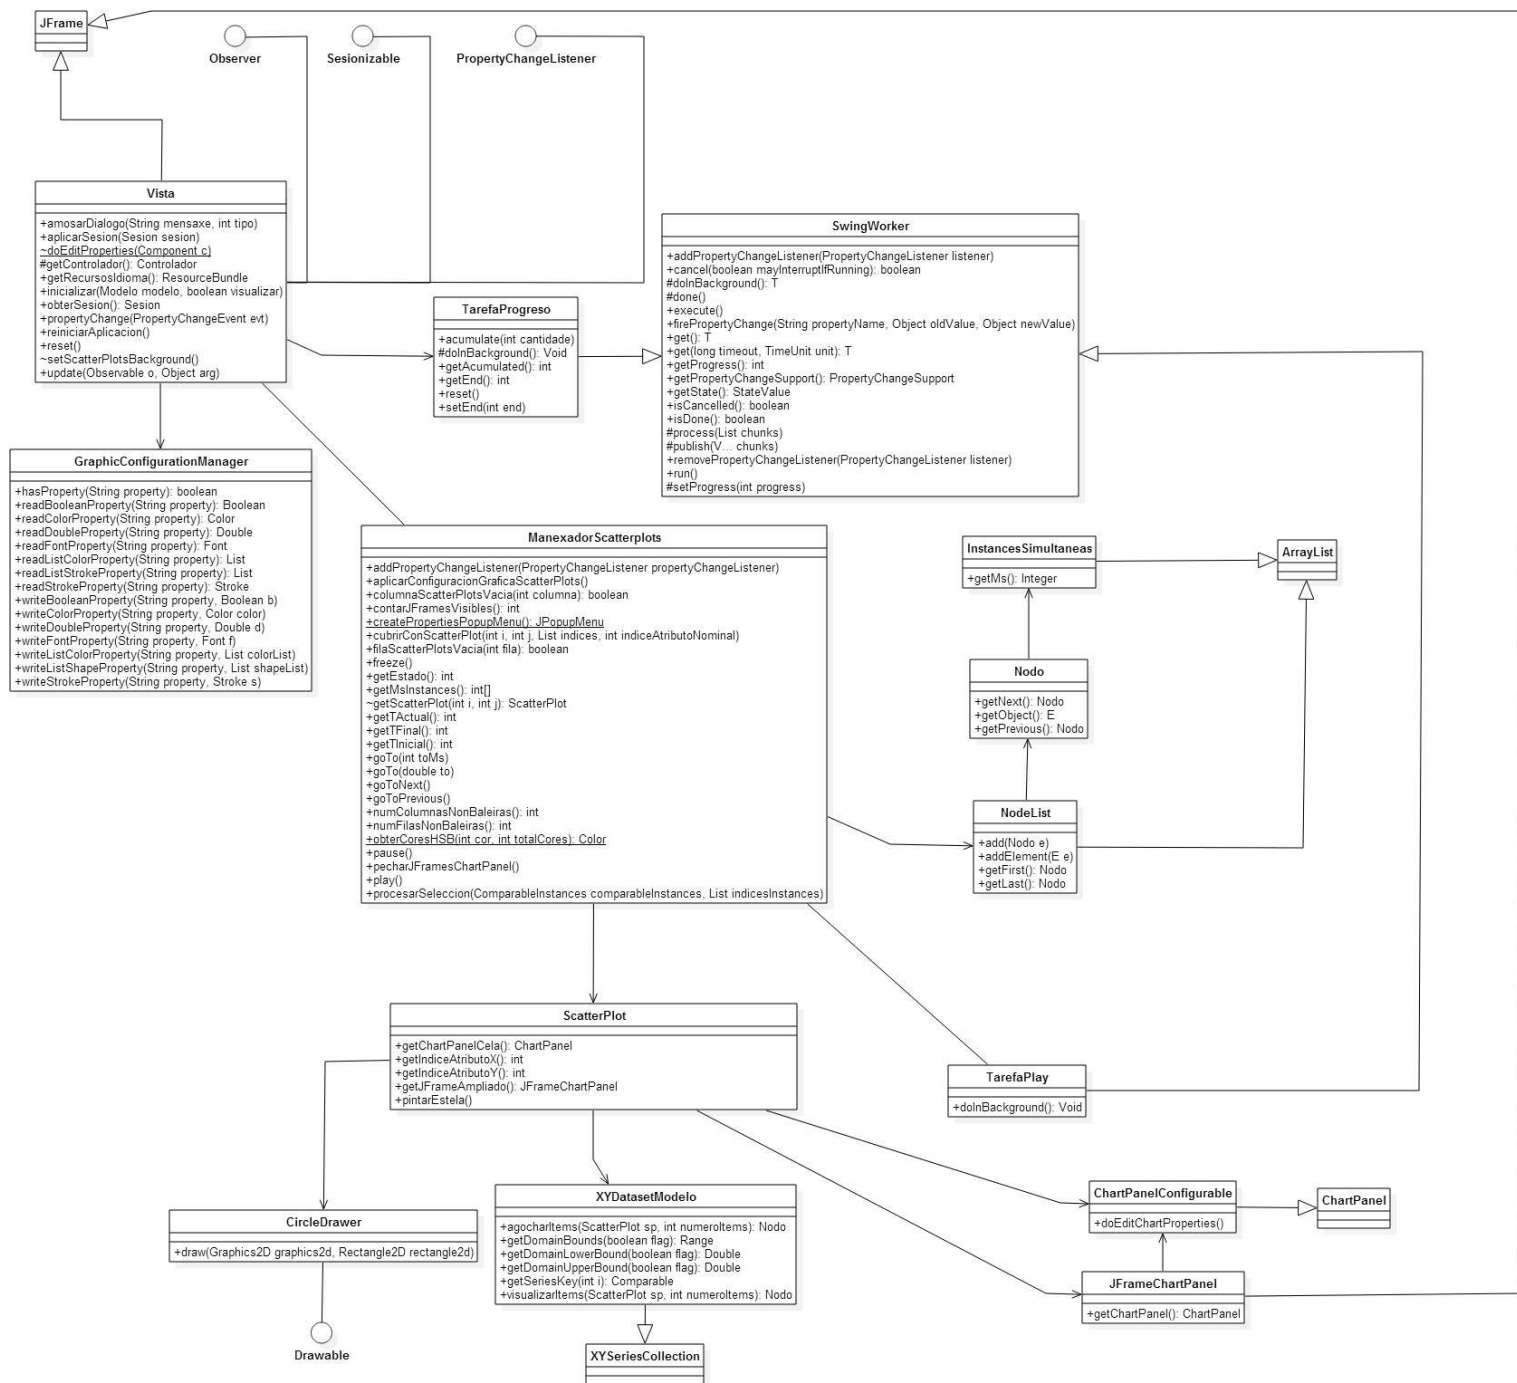 JFrame
Observer
Sesionizable
PropertyChangeListener
Vista
+amosarDialogo(String mensaxe, int tipo)
+aplicarSesion(Sesion sesion)
~doEditProperties(Component c)
#getControlador(): Controlador
+getRecursosIdioma(): ResourceBundle
+inicializar(Modelo modelo, boolean visualizar)
+obterSesion(): Sesion
+propertyChange(PropertyChangeEvent evt)
+reiniciarAplicacion()
+reset()
~setScatterPlotsBackground()
+update(Observable o, Object arg)
TarefaProgreso
+acumulate(int cantidade)
#doInBackground(): Void
+getAcumulated(): int
+getEnd(): int
+reset()
+setEnd(int end)
SwingWorker
+addPropertyChangeListener(PropertyChangeListener listener)
+cancel(boolean mayInterruptIfRunning): boolean
#doInBackground(): T
#done()
+execute()
+firePropertyChange(String propertyName, Object oldValue, Object newValue)
+get(): T
+get(long timeout, TimeUnit unit): T
+getProgress(): int
+getPropertyChangeSupport(): PropertyChangeSupport
+getState(): StateValue
+isCancelled(): boolean
+isDone(): boolean
#process(List chunks)
#publish(V... chunks)
+removePropertyChangeListener(PropertyChangeListener listener)
+run()
#setProgress(int progress)
GraphicConfigurationManager
+hasProperty(String property): boolean
+readBooleanProperty(String property): Boolean
+readColorProperty(String property): Color
+readDoubleProperty(String property): Double
+readFontProperty(String property): Font
+readListColorProperty(String property): List
+readListStrokeProperty(String property): List
+readStrokeProperty(String property): Stroke
+writeBooleanProperty(String property, Boolean b)
+writeColorProperty(String property, Color color)
+writeDoubleProperty(String property, Double d)
+writeFontProperty(String property, Font f)
+writeListColorProperty(String property, List colorList)
+writeListShapeProperty(String property, List shapeList)
+writeStrokeProperty(String property, Stroke s)
ManexadorScatterplots
+addPropertyChangeListener(PropertyChangeListener propertyChangeListener)
+aplicarConfiguracionGraficaScatterPlots()
+columnaScatterPlotsVacia(int columna): boolean
+contarJFramesVisibles(): int
+createPropertiesPopupMenu(): JPopupMenu
+cubrirConScatterPlot(int i, int j, List indices, int indiceAtributoNominal)
+filaScatterPlotsVacia(int fila): boolean
+freeze()
+getEstado(): int
+getMsInstances(): int[]
~getScatterPlot(int i, int j): ScatterPlot
+getTActual(): int
+getTFinal(): int
+getTInicial(): int
+goTo(int toMs)
+goTo(double to)
+goToNext()
+goToPrevious()
+numColumnasNonBaleiras(): int
+numFilasNonBaleiras(): int
+obterCoresHSB(int cor, int totalCores): Color
+pause()
+pecharJFramesChartPanel()
+play()
+procesarSeleccion(ComparableInstances comparableInstances, List indicesInstances)
InstancesSimultaneas
+getMs(): Integer
ArrayList
Nodo
+getNext(): Nodo
+getObject(): E
+getPrevious(): Nodo
NodeList
+add(Nodo e)
+addElement(E e)
+getFirst(): Nodo
+getLast(): Nodo
ScatterPlot
+getChartPanelCela(): ChartPanel
+getIndiceAtributoX(): int
+getIndiceAtributoY(): int
+getJFrameAmpliado(): JFrameChartPanel
+pintarEstela()
TarefaPlay
+doInBackground(): Void
CircleDrawer
+draw(Graphics2D graphics2d, Rectangle2D rectangle2d)
Drawable
XYDatasetModelo
+agocharItems(ScatterPlot sp, int numeroItems): Nodo
+getDomainBounds(boolean flag): Range
+getDomainLowerBound(boolean flag): Double
+getDomainUpperBound(boolean flag): Double
+getSeriesKey(int i): Comparable
+visualizarItems(ScatterPlot sp, int numeroItems): Nodo
XYSeriesCollection
ChartPanelConfigurable
+doEditChartProperties()
ChartPanel
JFrameChartPanel
+getChartPanel(): ChartPanel